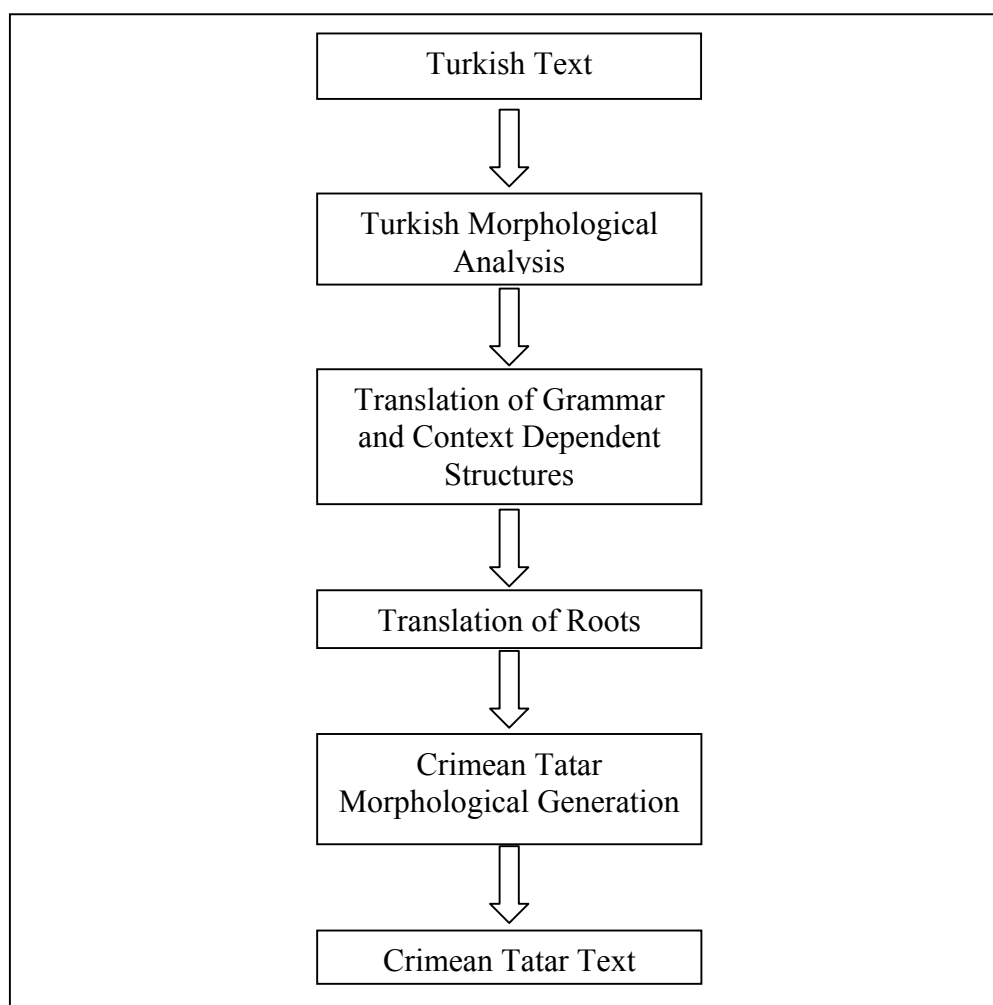 Turkish Text
Turkish Morphological
Analysis
Translation of Grammar
and Context Dependent
Structures
Translation of Roots
Crimean Tatar
Morphological Generation
Crimean Tatar Text